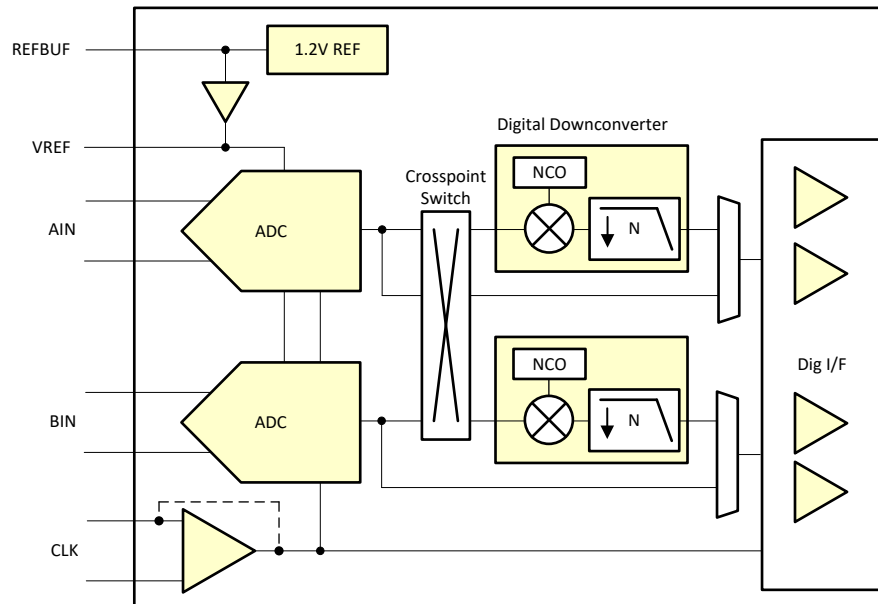 REFBUF
1.2V REF
VREF
Digital Downconverter
Crosspoint
Switch
NCO
N
AIN
ADC
NCO
Dig I/F
N
BIN
ADC
CLK